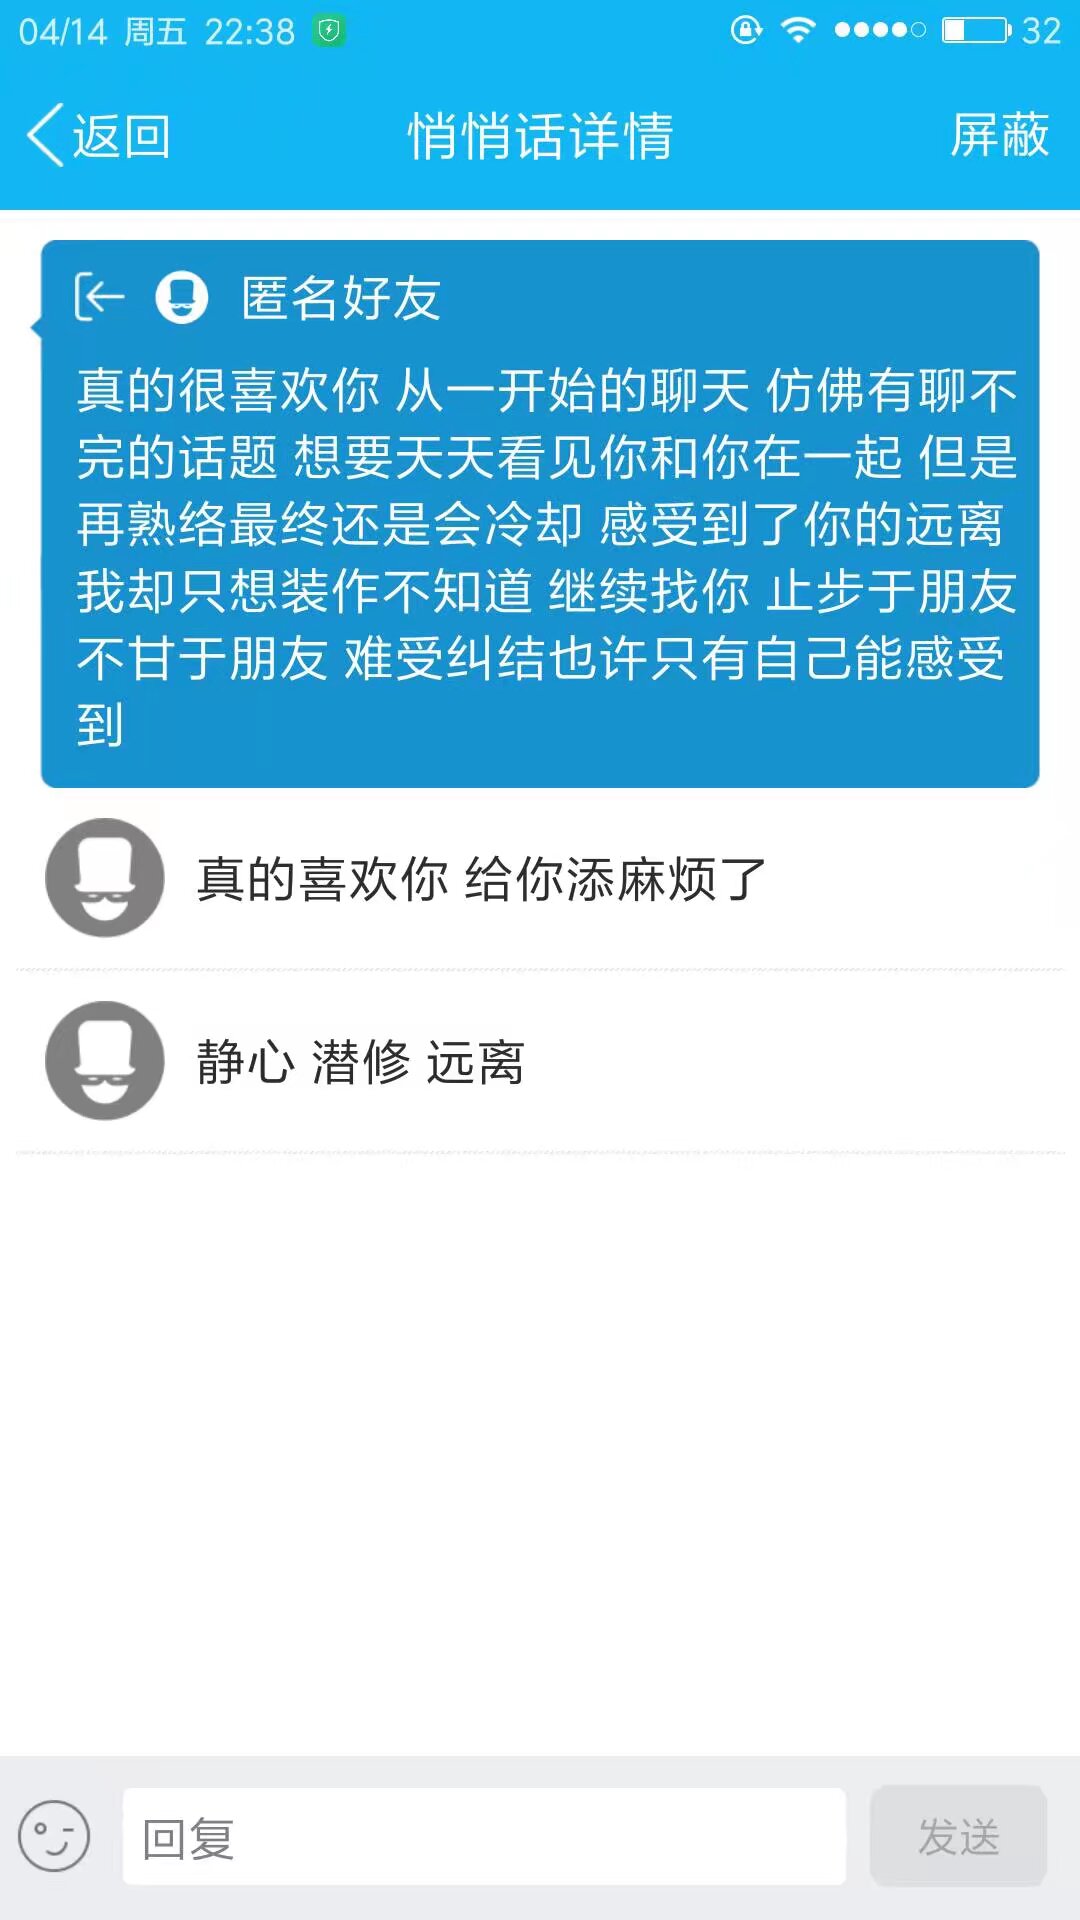 04/14 周五 22:38 32
返回 悄悄话详情 屏蔽
匿名好友
真的很喜欢你 从一开始的聊天 仿佛有聊不
完的话题 想要天天看见你和你在一起 但是
再熟络最终还是会冷却 感受到了你的远离
我却只想装作不知道 继续找你 止步于朋友
不甘于朋友 难受纠结也许只有自己能感受
到
真的喜欢你 给你添麻烦了
静心 潜修 远离
回复 发送